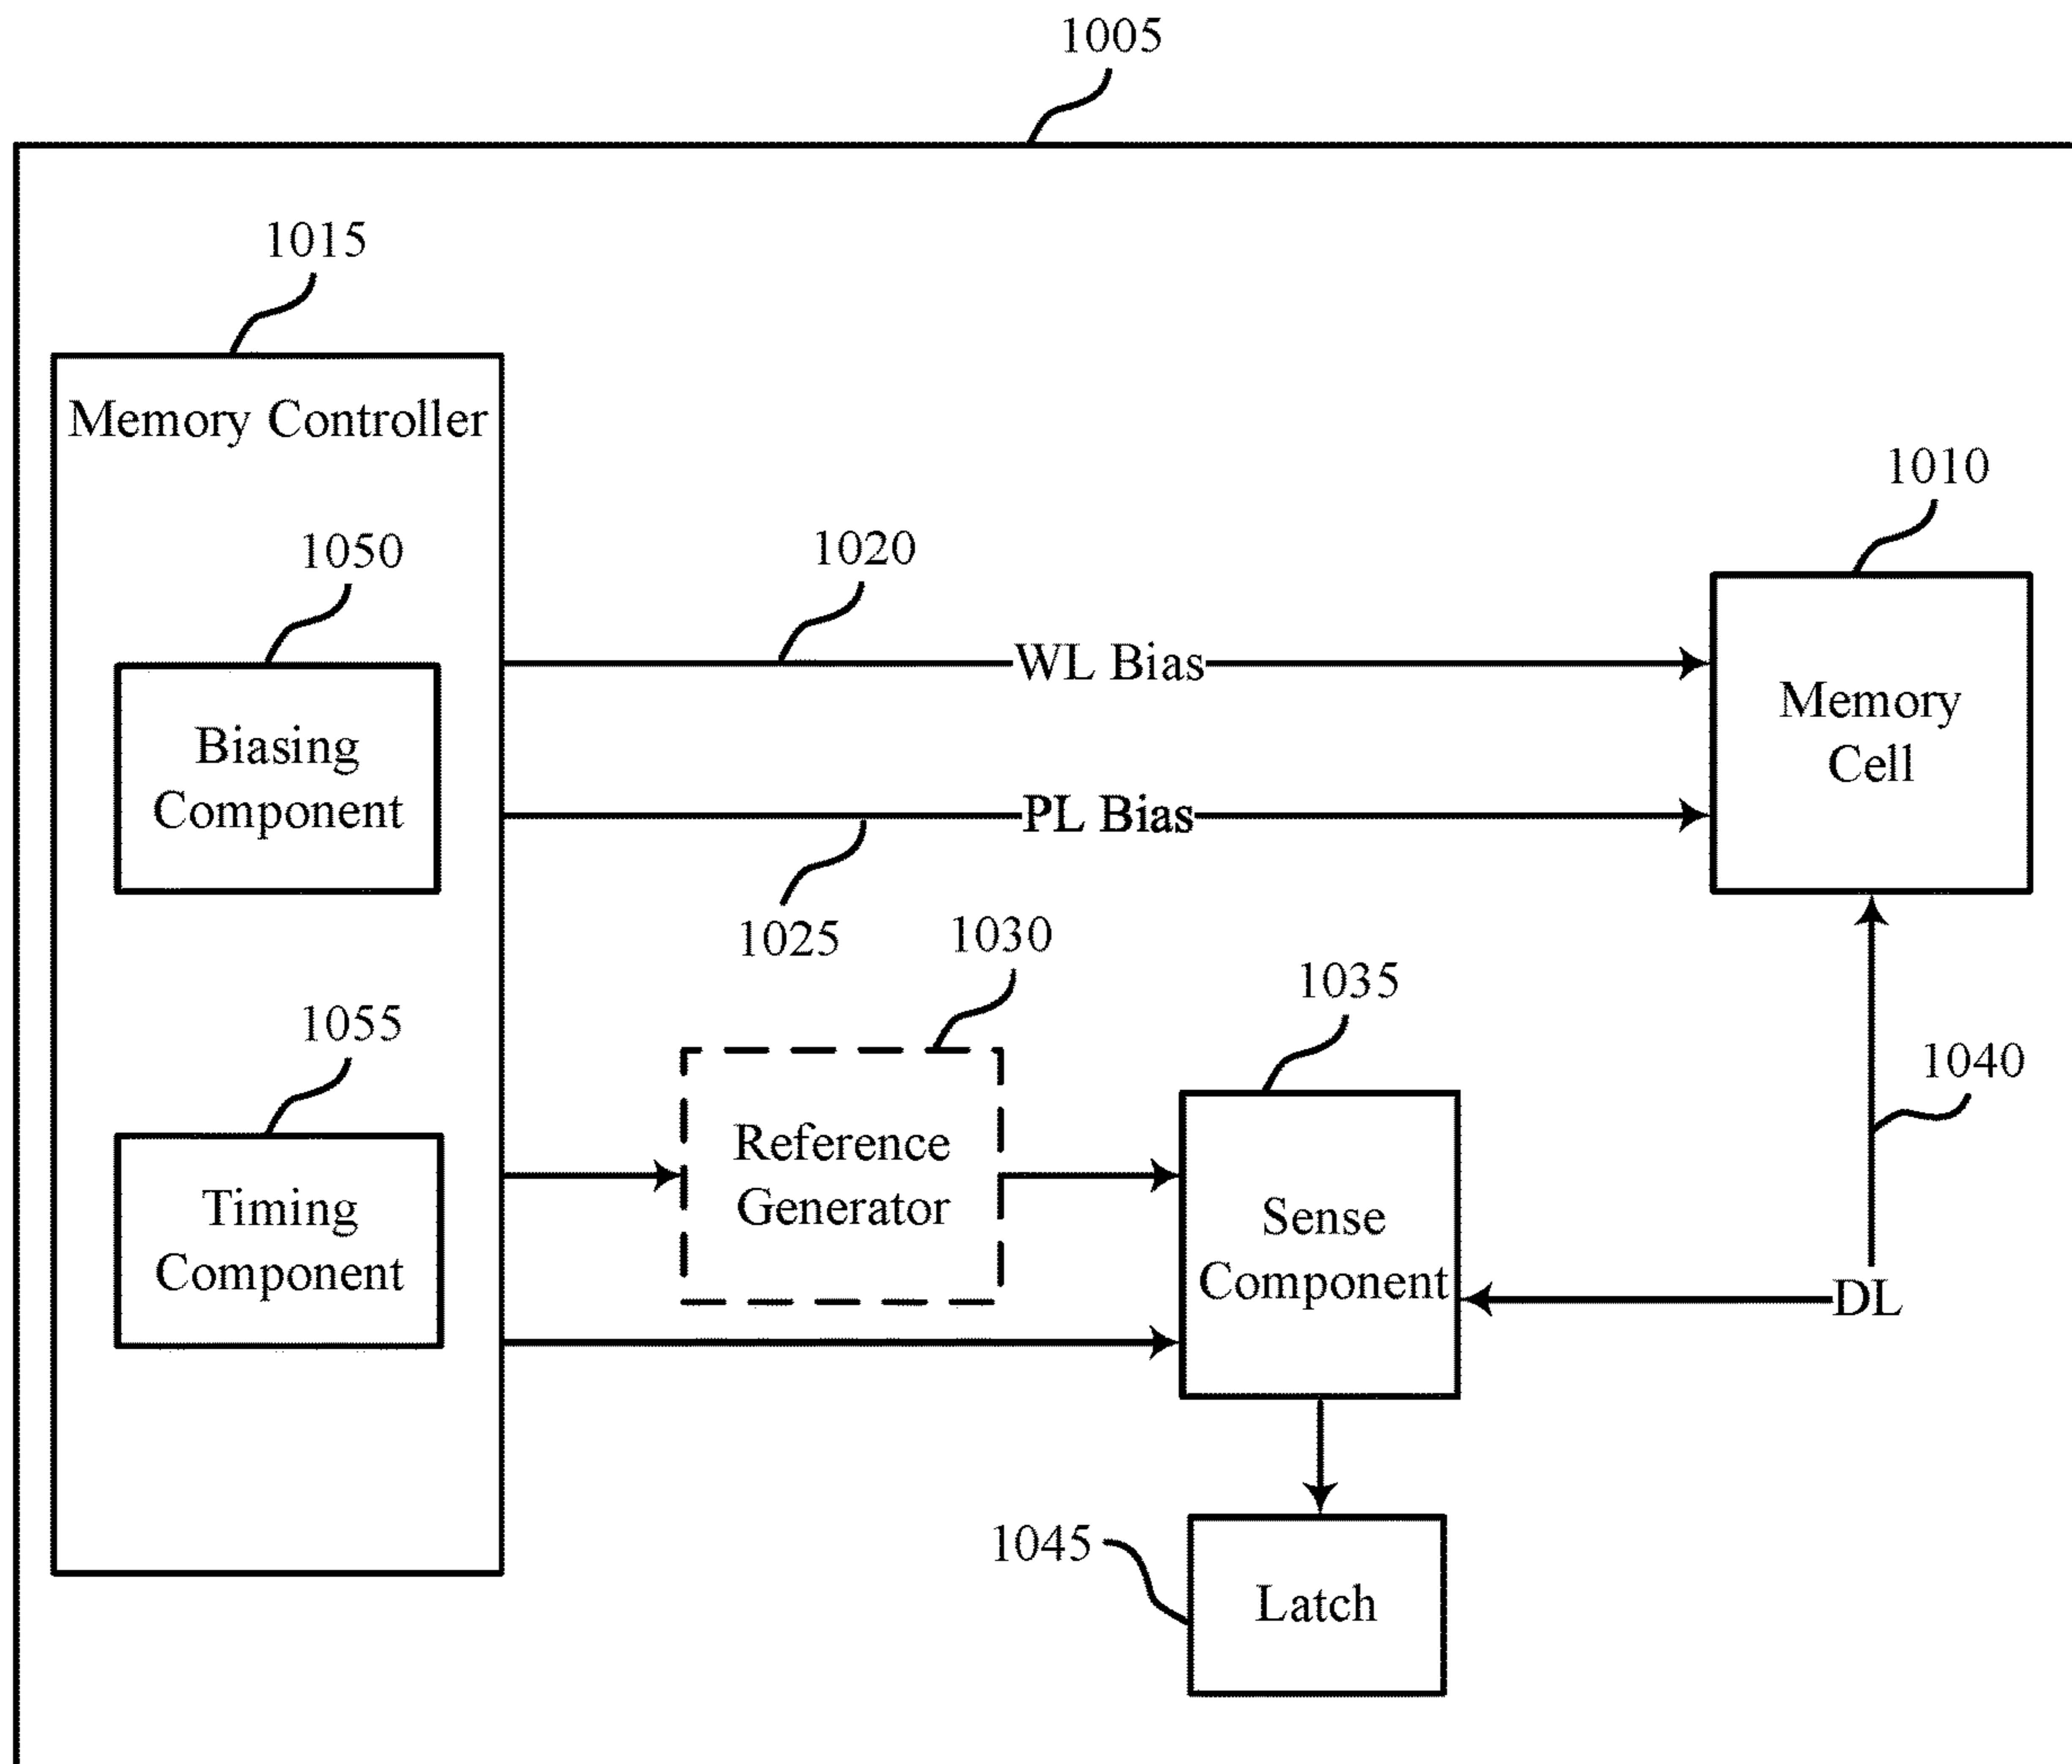 1005
1015
Memory Controller
1010
1050
1020
WL Bias
Memory
Cell
Biasing
Component
PL Bias
1025
1030
1035
1055
1040
Reference
Generator
Timing
Component
Sense
Component
DL
1045
Latch